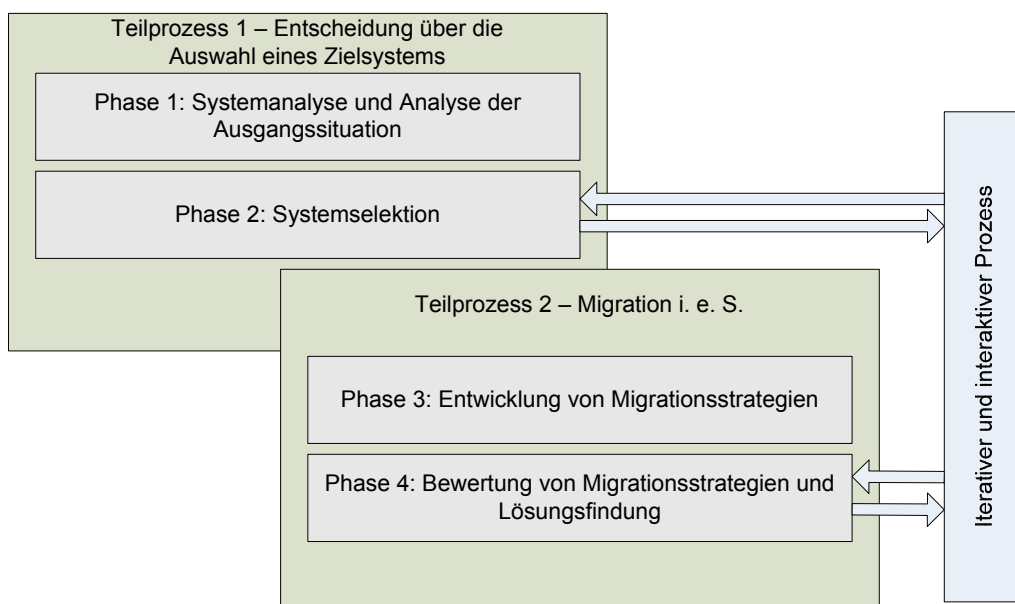 Teilprozess 1 – Entscheidung über die
Auswahl eines Zielsystems
Phase 1: Systemanalyse und Analyse der
Ausgangssituation
Phase 2: Systemselektion
Teilprozess 2 – Migration i. e. S.
Phase 3: Entwicklung von Migrationsstrategien
Phase 4: Bewertung von Migrationsstrategien und
Lösungsfindung
Iterativer und interaktiver Prozess